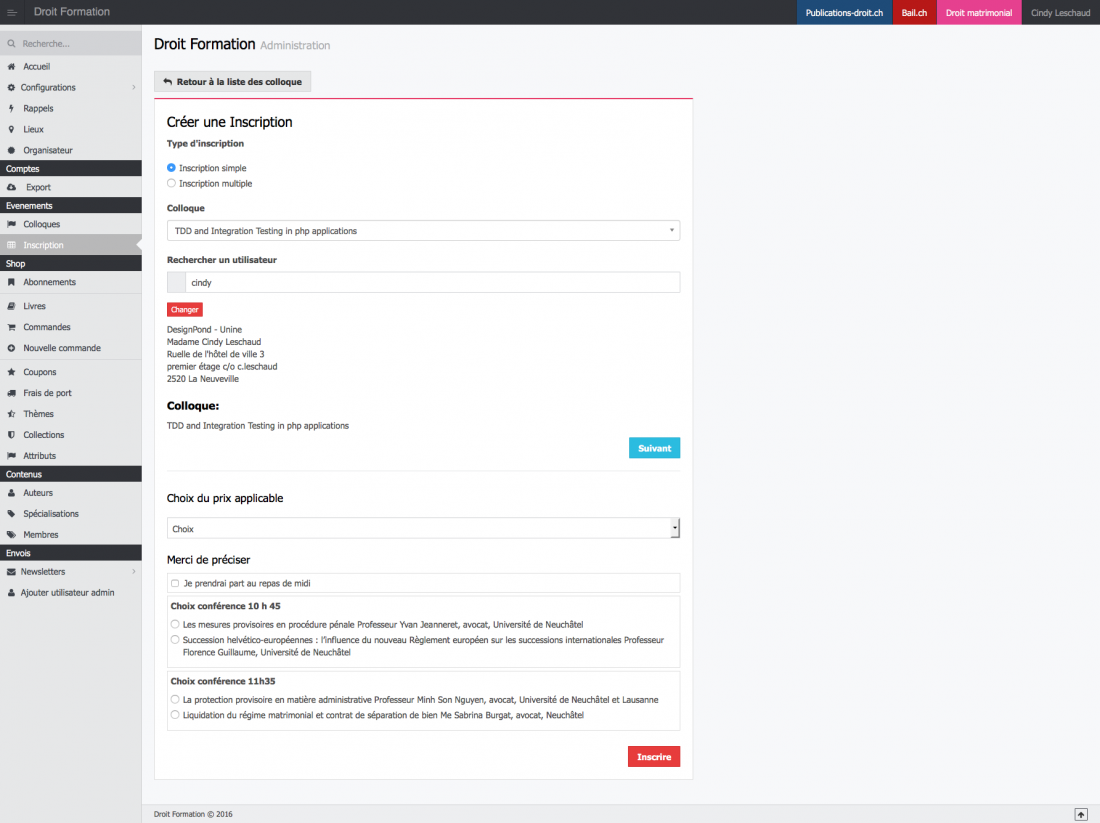 Droit Formation
Publications-droit.ch
Bail.ch
Droit matrimonial
Cindy Leschaud
Recherche...
Accueil
Configurations
Rappels
Lieux
Organisateur
Comptes
Export
Evenements
Colloques
Inscription
Shop
Abonnements
Livres
Commandes
Nouvelle commande
Coupons
Frais de port
Thèmes
Collections
Attributs
Contenus
Auteurs
Spécialisations
Membres
Envois
Newsletters
Ajouter utilisateur admin
Droit Formation Administration
Retour à la liste des colloque
Créer une Inscription
Type d'inscription
Inscription simple
Inscription multiple
Colloque
TDD and Integration Testing in php applications
Rechercher un utilisateur
cindy
Changer
DesignPond - Unine
Madame Cindy Leschaud
Ruelle de l'hôtel de ville 3
premier étage c/o c.leschaud
2520 La Neuveville
Colloque:
TDD and Integration Testing in php applications
Suivant
Choix du prix applicable
Choix
Merci de préciser
Je prendrai part au repas de midi
Choix conférence 10 h 45
Les mesures provisoires en procédure pénale Professeur Yvan Jeanneret, avocat, Université de Neuchâtel
Succession helvético-européennes : l'influence du nouveau Règlement européen sur les successions internationales Professeur
Florence Guillaume, Université de Neuchâtel
Choix conférence 11h35
La protection provisoire en matière administrative Professeur Minh Son Nguyen, avocat, Université de Neuchâtel et Lausanne
Liquidation du régime matrimonial et contrat de séparation de bien Me Sabrina Burgat, avocat, Neuchâtel
Inscrire
Droit Formation © 2016